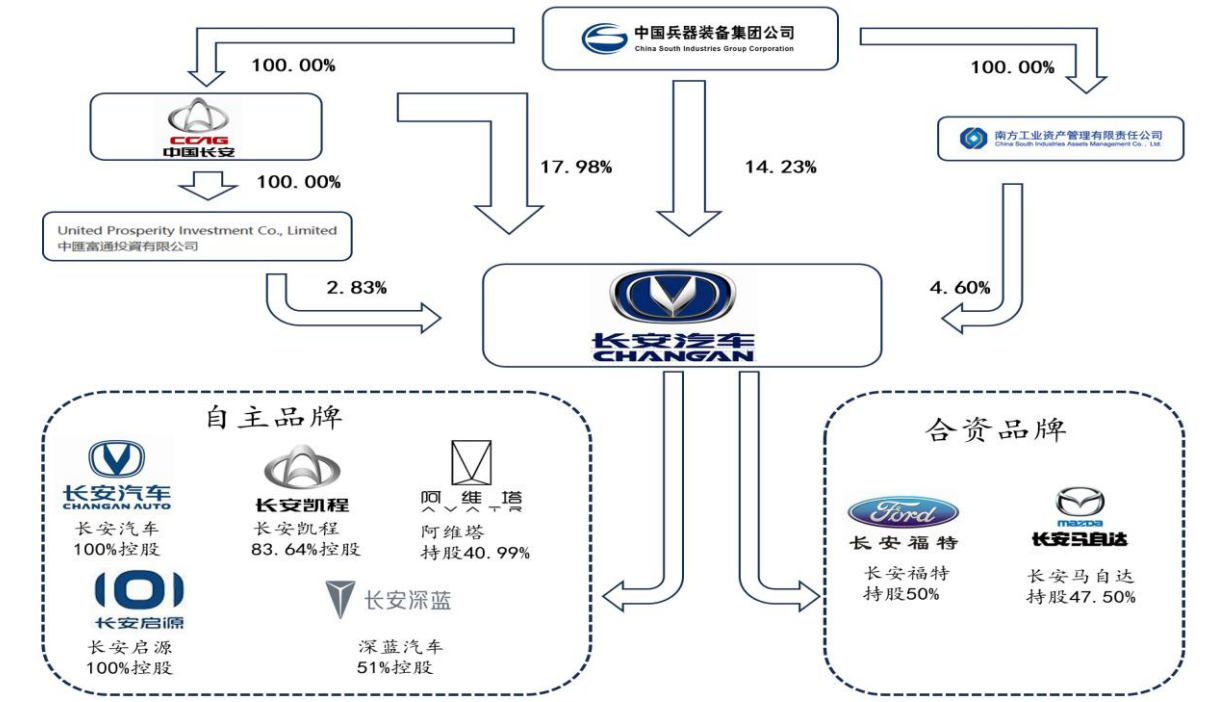 中国兵器装备集团公司
China South Industries Group Corporation
100.00%
100.00%
CCAG
中国长安
17.98%
14.23%
南方工业资产管理有限责任公司
China South Industries Assets Management Co., Ltd.
100.00%
United Prosperity Investment Co., Limited
中匯富通投資有限公司
2.83%
4.60%
长安汽车
CHANGAN
自主品牌
长安汽车
CHANGAN AUTO
长安汽车
100%控股
长安凯程
长安凯程
83.64%控股
阿维塔
AVATR
阿维塔
持股40.99%
长安启源
长安启源
100%控股
长安深蓝
深蓝汽车
51%控股
合资品牌
Ford
长安福特
长安福特
持股50%
mazda
长安马自达
长安马自达
持股47.50%